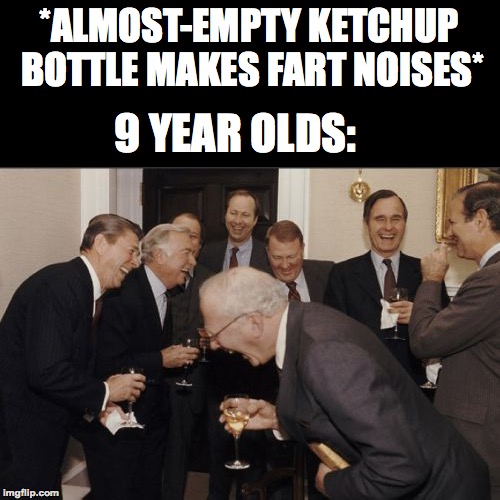 *ALMOST-EMPTY KETCHUP
BOTTLE MAKES FART NOISES*
9 YEAR OLDS:
imgflip.com